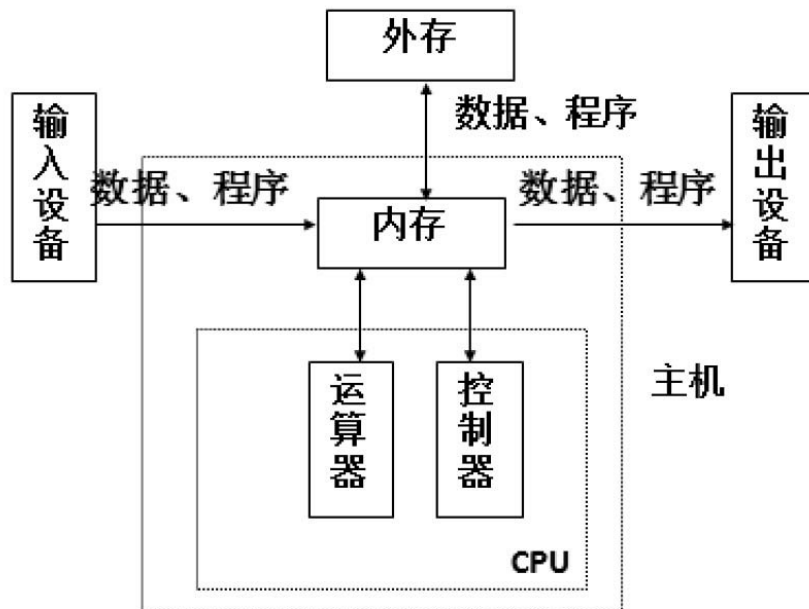 外存
数据、程序
输入设备
数据、程序
数据、程序
输出设备
内存
运算器
控制器
主机
CPU